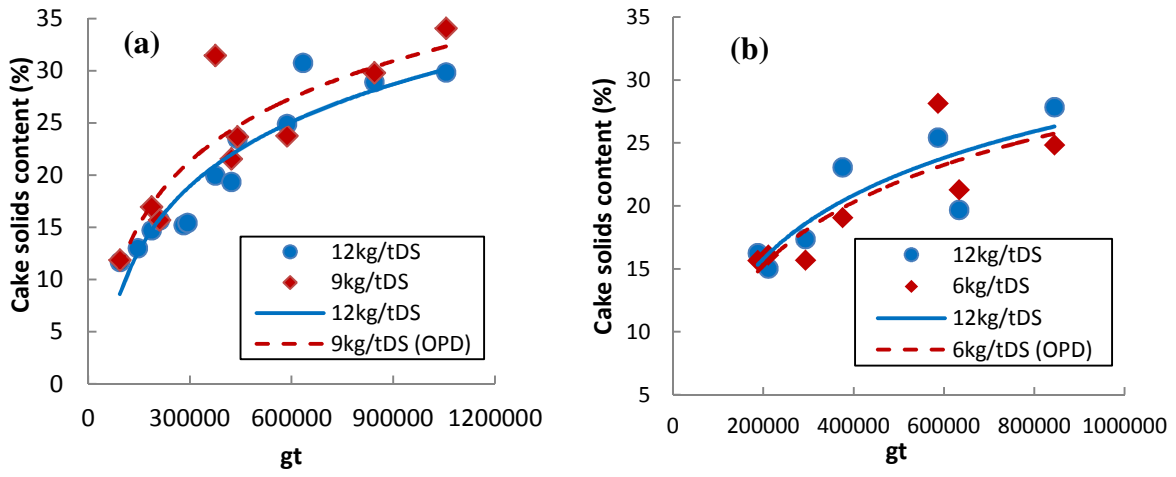 (a)
Cake solids content (%)
35
30
25
20
15
10
5
0
12kg/tDS
9kg/tDS
12kg/tDS
9kg/tDS (OPD)
0 300000 600000 900000 1200000
gt
(b)
Cake solids content (%)
35
30
25
20
15
10
5
12kg/tDS
6kg/tDS
12kg/tDS
6kg/tDS (OPD)
0 200000 400000 600000 800000 1000000
gt